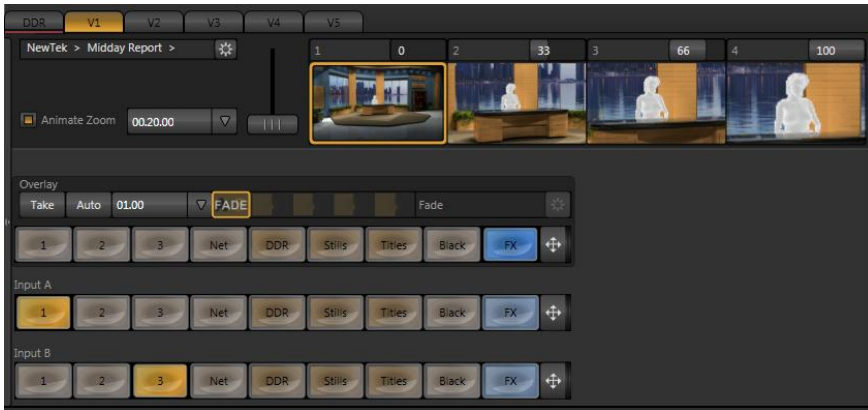 DDR V1 V2 V3 V4 V5
NewTek > Midday Report >
1 0 2 33 3 66 4 100
Animate Zoom 00.20.00
Overlay
Take Auto 01.00 FADE Fade
1 2 3 Net DDR Stills Titles Black FX
Input A
1 2 3 Net DDR Stills Titles Black FX
Input B
1 2 3 Net DDR Stills Titles Black FX